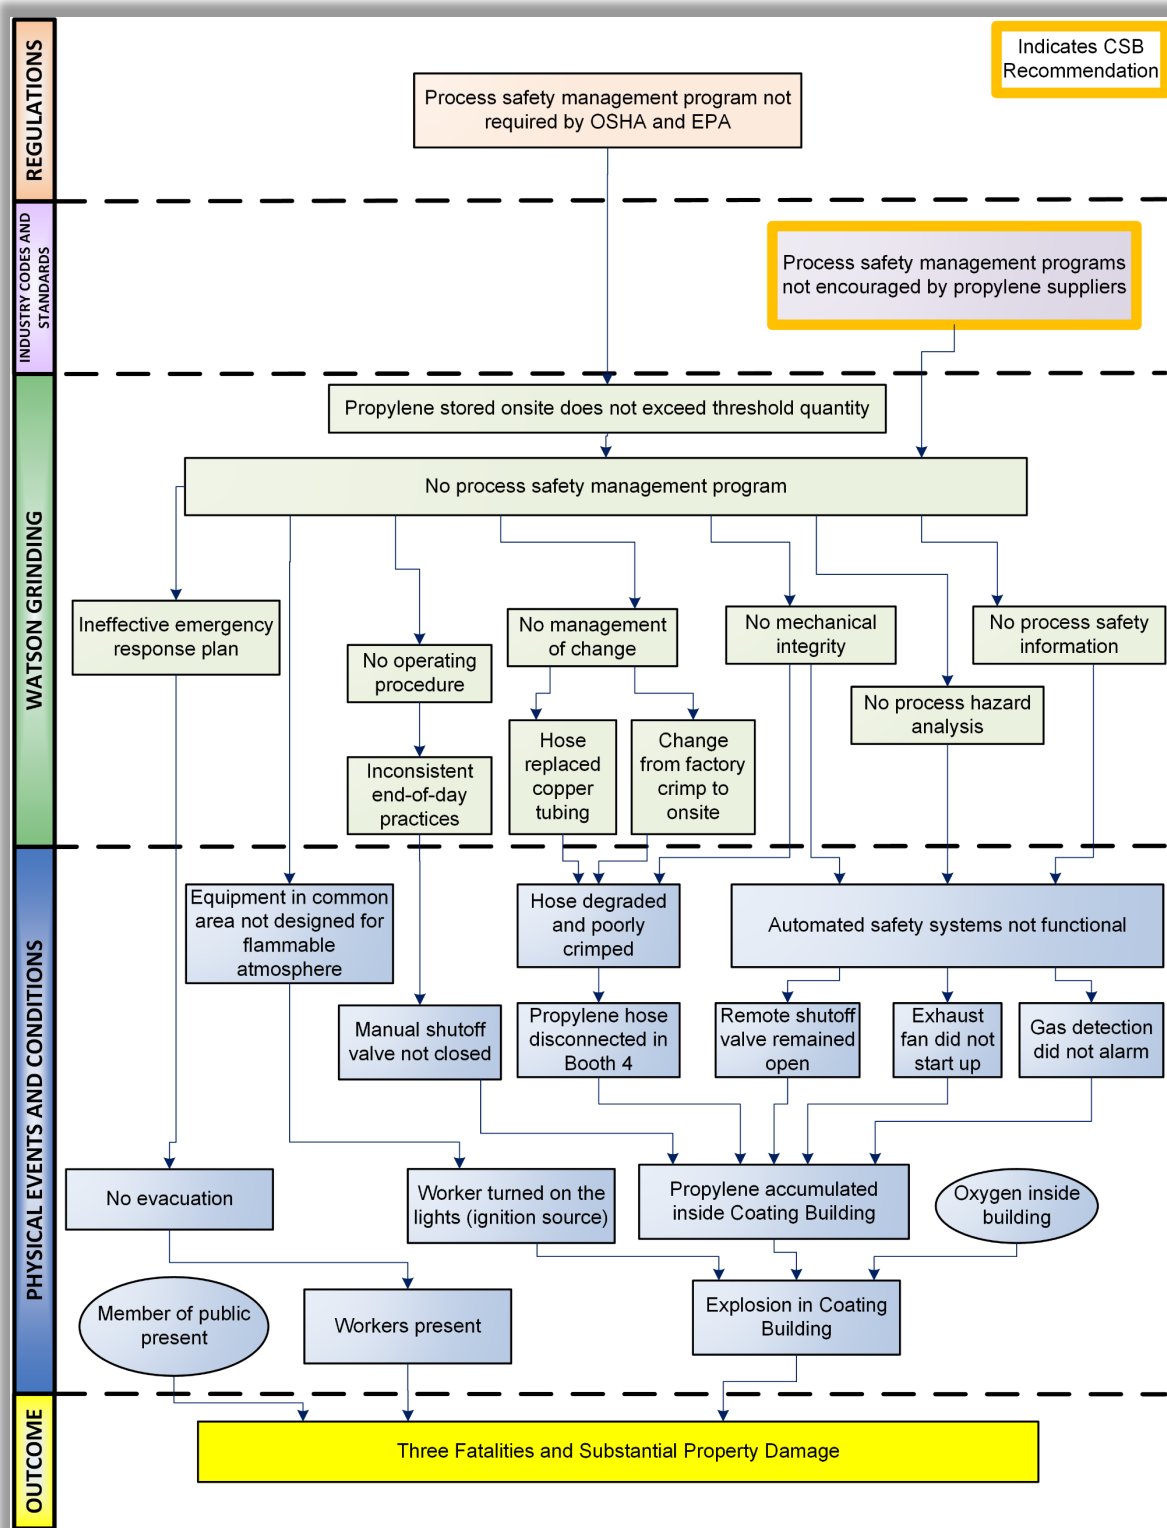 REGULATIONS
Indicates CSB
Recommendation
Process safety management program not
required by OSHA and EPA
INDUSTRY CODES AND
STANDARDS
Process safety management programs
not encouraged by propylene suppliers
WATSON GRINDING
Propylene stored onsite does not exceed threshold quantity
No process safety management program
Ineffective emergency
response plan
No operating
procedure
Inconsistent
end-of-day
practices
No management
of change
Hose
replaced
copper
tubing
Change
from factory
crimp to
onsite
No mechanical
integrity
No process hazard
analysis
No process safety
information
PHYSICAL EVENTS AND CONDITIONS
Equipment in common
area not designed for
flammable
atmosphere
Hose degraded
and poorly
crimped
Automated safety systems not functional
Manual shutoff
valve not closed
Propylene hose
disconnected in
Booth 4
Remote shutoff
valve remained
open
Exhaust
fan did not
start up
Gas detection
did not alarm
No evacuation
Worker turned on the
lights (ignition source)
Propylene accumulated
inside Coating Building
Oxygen inside
building
Member of public
present
Workers present
Explosion in Coating
Building
OUTCOME
Three Fatalities and Substantial Property Damage